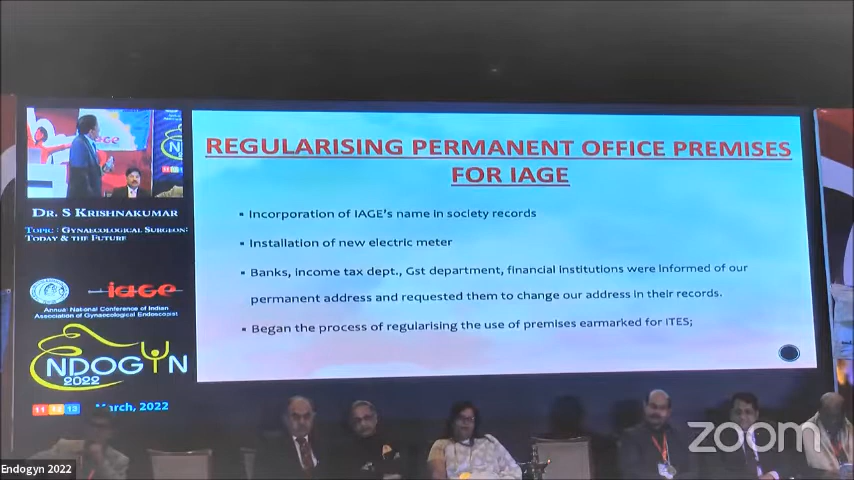 REGULARISING PERMANENT OFFICE PREMISES
FOR IAGE
▪ Incorporation of IAGE's name in society records
▪ Installation of new electric meter
▪ Banks, income tax dept., Gst department, financial institutions were informed of our
permanent address and requested them to change our address in their records.
▪ Began the process of regularising the use of premises earmarked for ITES;
DR. S KRISHNAKUMAR
TOPIC : GYNAECOLOGICAL SURGEON:
TODAY & THE FUTURE
iage
Annual National Conference of Indian
Association of Gynaecological Endoscopist
ENDOGYN
2022
11 12 13 March, 2022
zoom
Endogyn 2022